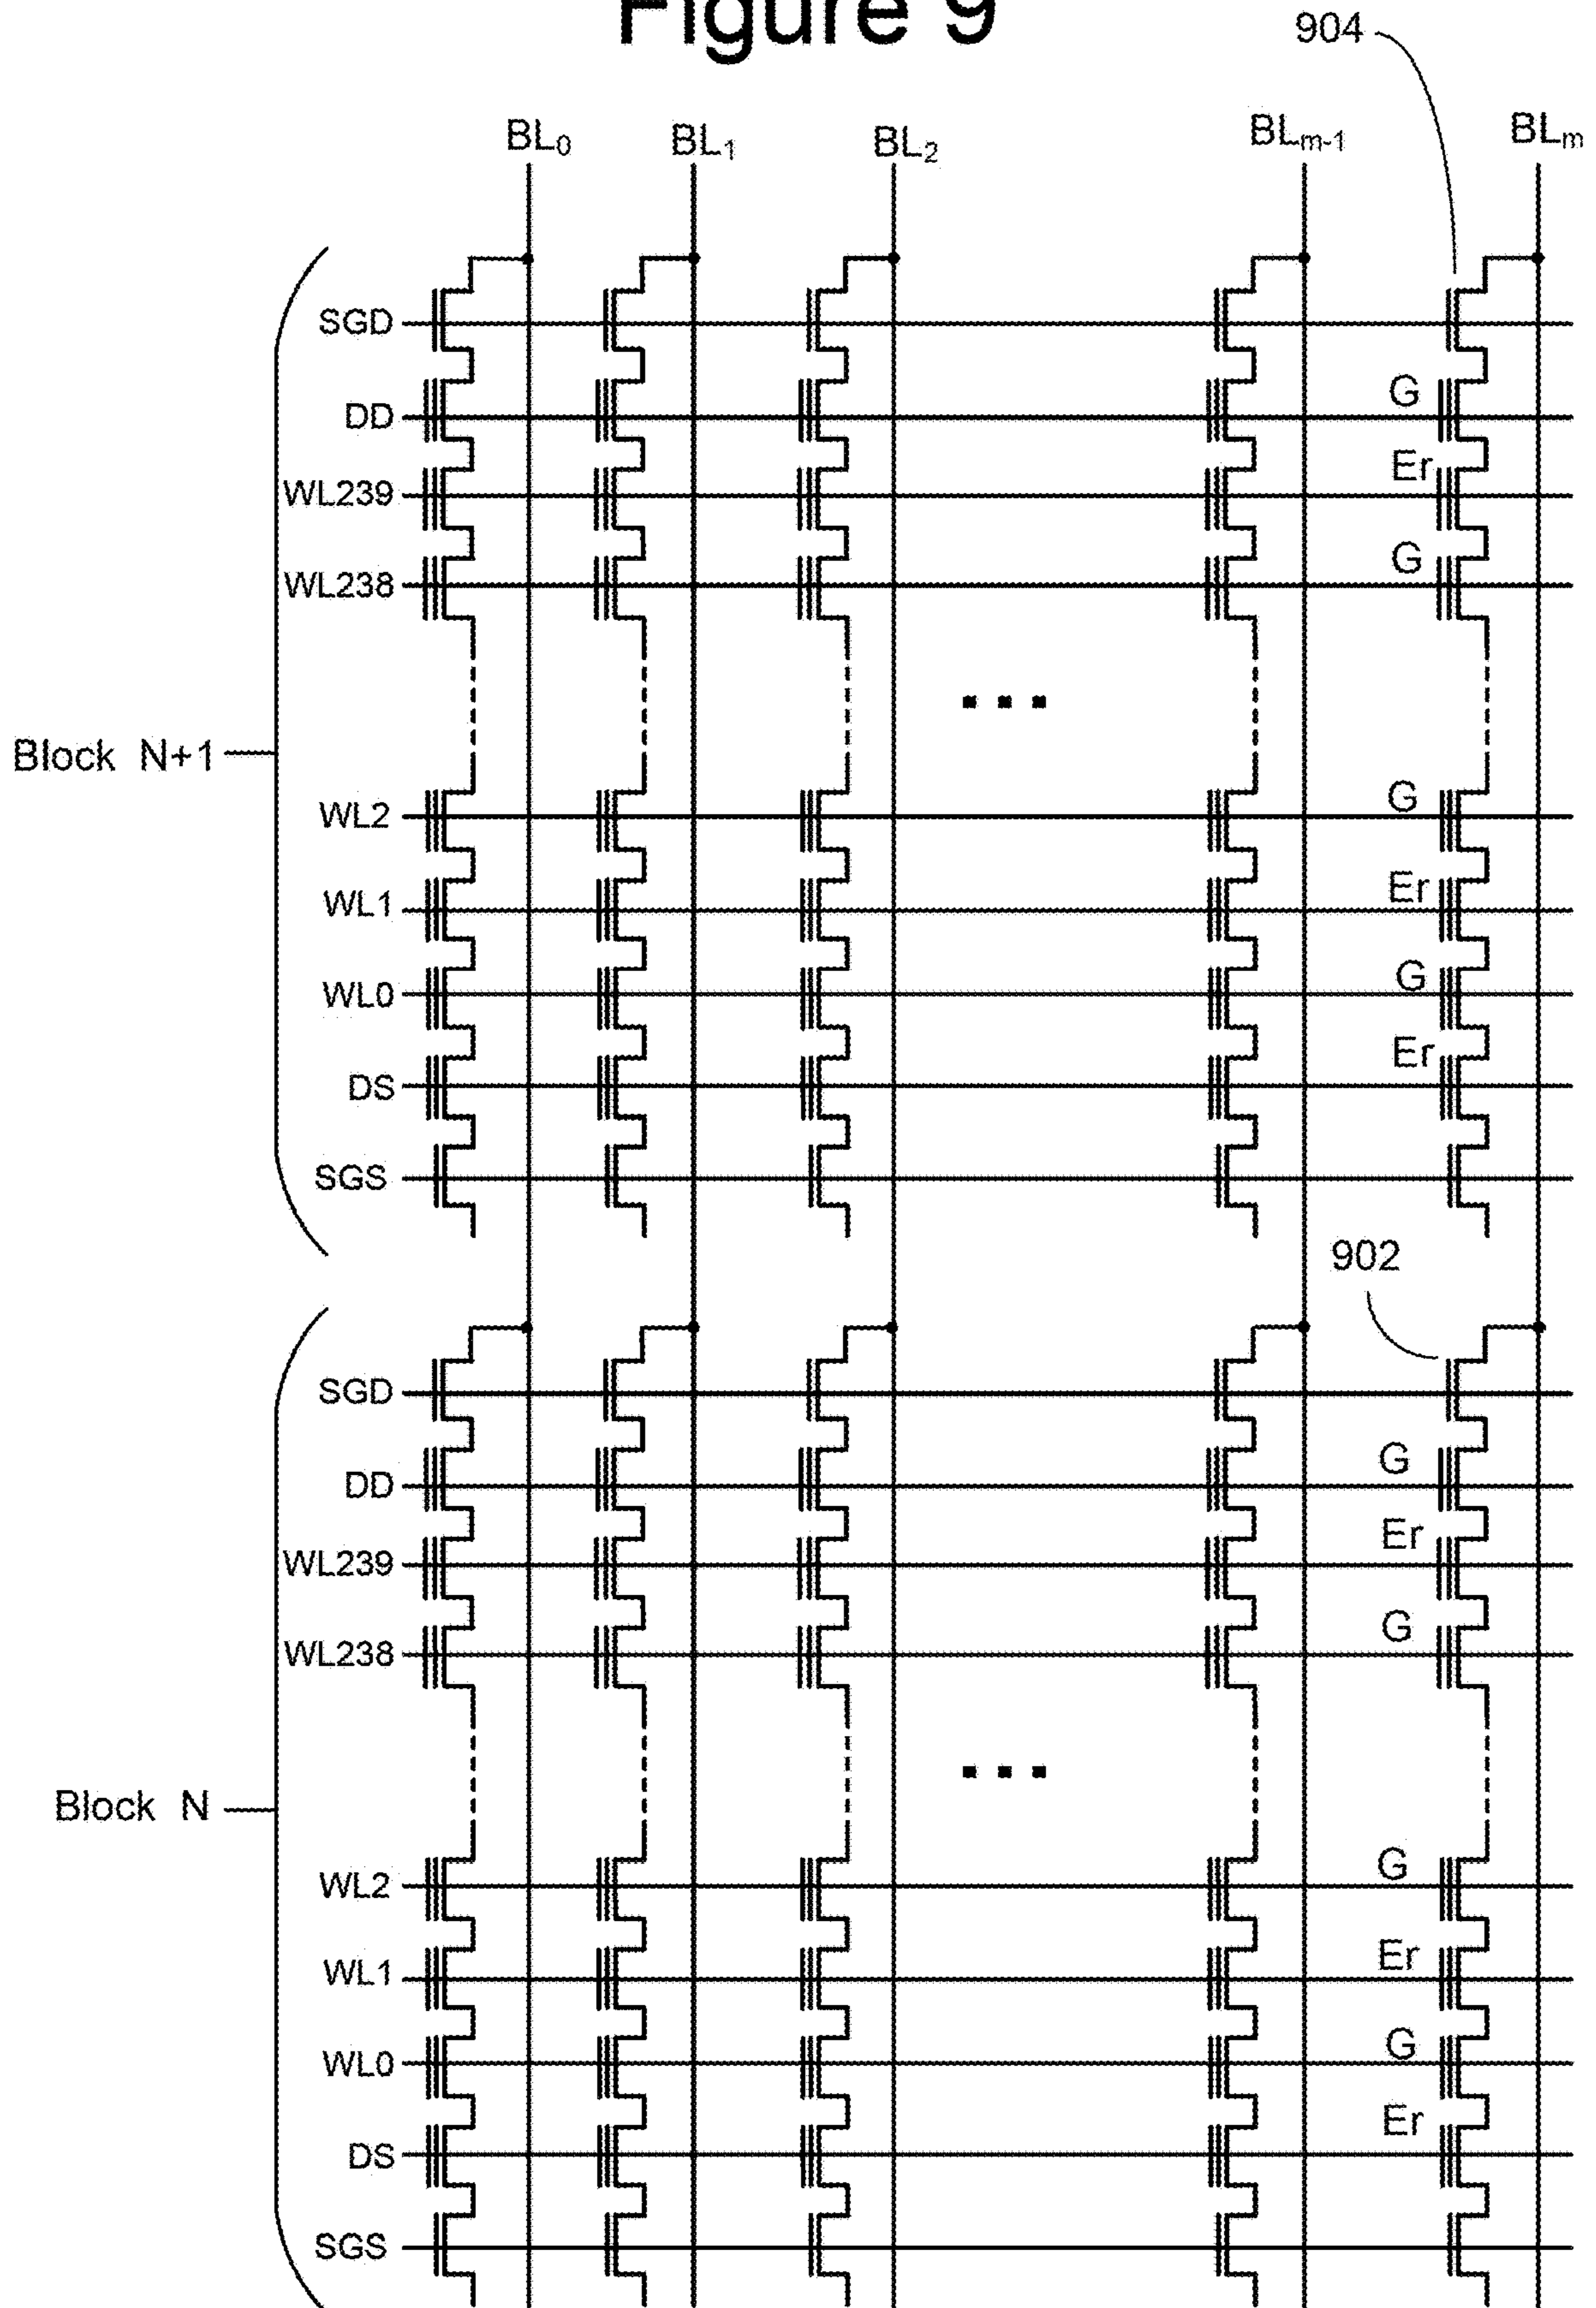 Figure 9
904
BL0 BL1 BL2 BLm-1 BLm
SGD
DD G
WL239 Er
WL238 G
Block N+1
WL2 G
WL1 Er
WL0 G
DS Er
SGS
902
SGD
DD G
WL239 Er
WL238 G
Block N
WL2 G
WL1 Er
WL0 G
DS Er
SGS